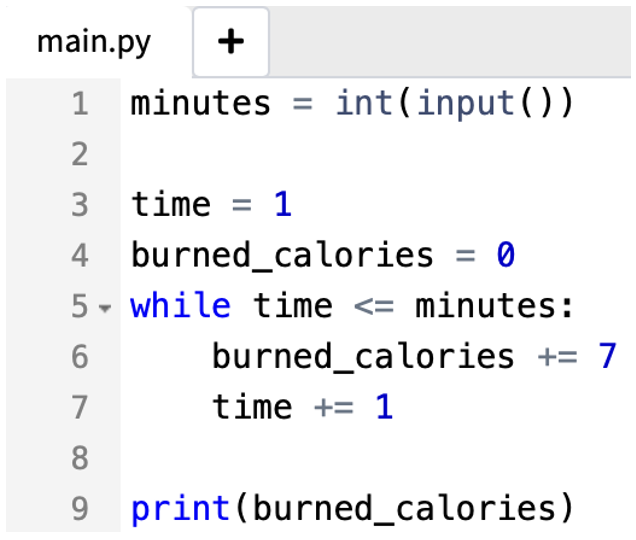 main.py +
1 minutes = int(input())
2
3 time = 1
4 burned_calories = 0
5 while time <= minutes:
6     burned_calories += 7
7     time += 1
8
9 print(burned_calories)